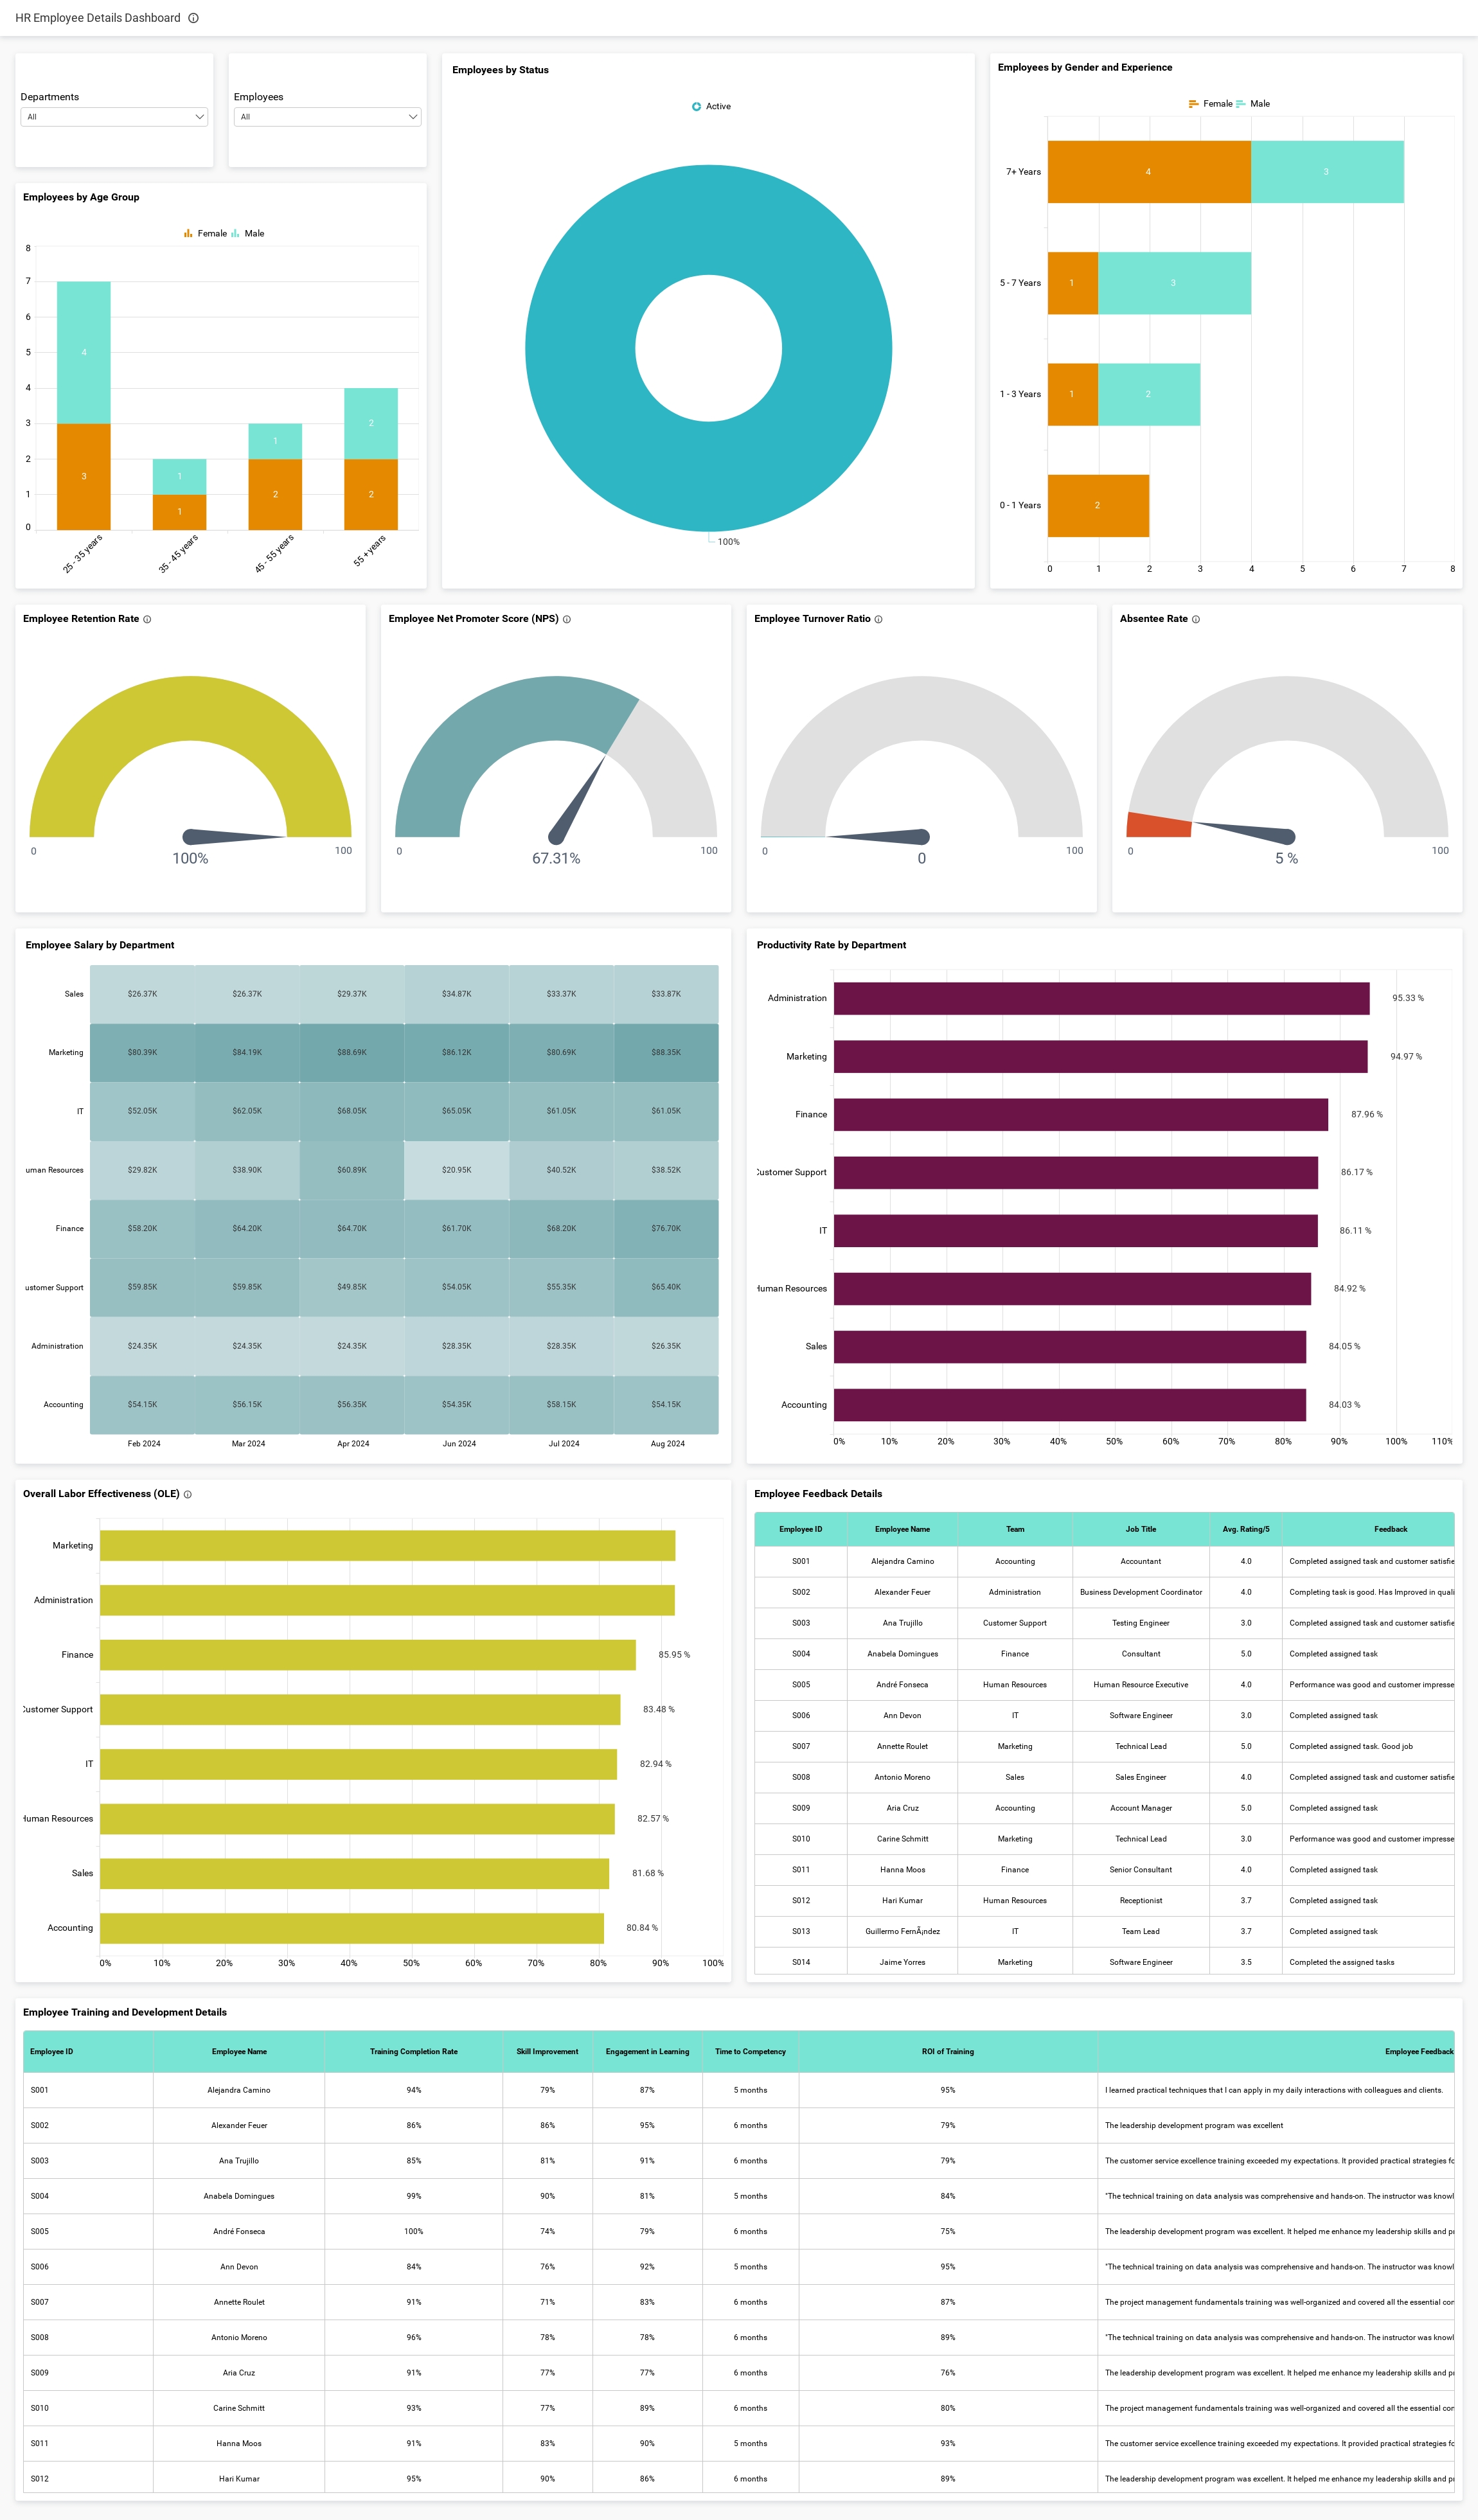 HR Employee Details Dashboard
Departments
All
Employees
All
Employees by Age Group
Female Male
8
7
6
5
4
3
2
1
0
4
3
1
1
1
2
2
2
25 - 35 years
35 - 45 years
45 - 55 years
55 + years
Employees by Status
Active
100%
Employees by Gender and Experience
Female Male
7+ Years 4 3
5 - 7 Years 1 3
1 - 3 Years 1 2
0 - 1 Years 2
0 1 2 3 4 5 6 7 8
Employee Retention Rate
0 100
100%
Employee Net Promoter Score (NPS)
0 100
67.31%
Employee Turnover Ratio
0 100
0
Absentee Rate
0 100
5 %
Employee Salary by Department
Sales $26.37K $26.37K $29.37K $34.87K $33.37K $33.87K
Marketing $80.39K $84.19K $88.69K $86.12K $80.69K $88.35K
IT $52.05K $62.05K $68.05K $65.05K $61.05K $61.05K
uman Resources $29.82K $38.90K $60.89K $20.95K $40.52K $38.52K
Finance $58.20K $64.20K $64.70K $61.70K $68.20K $76.70K
ustomer Support $59.85K $59.85K $49.85K $54.05K $55.35K $65.40K
Administration $24.35K $24.35K $24.35K $28.35K $28.35K $26.35K
Accounting $54.15K $56.15K $56.35K $54.35K $58.15K $54.15K
Feb 2024 Mar 2024 Apr 2024 Jun 2024 Jul 2024 Aug 2024
Productivity Rate by Department
Administration 95.33 %
Marketing 94.97 %
Finance 87.96 %
Customer Support 86.17 %
IT 86.11 %
Human Resources 84.92 %
Sales 84.05 %
Accounting 84.03 %
0% 10% 20% 30% 40% 50% 60% 70% 80% 90% 100% 110%
Overall Labor Effectiveness (OLE)
Marketing
Administration
Finance 85.95 %
Customer Support 83.48 %
IT 82.94 %
Human Resources 82.57 %
Sales 81.68 %
Accounting 80.84 %
0% 10% 20% 30% 40% 50% 60% 70% 80% 90% 100%
Employee Feedback Details
Employee ID Employee Name Team Job Title Avg. Rating/5 Feedback
S001 Alejandra Camino Accounting Accountant 4.0 Completed assigned task and customer satisfie
S002 Alexander Feuer Administration Business Development Coordinator 4.0 Completing task is good. Has Improved in quali
S003 Ana Trujillo Customer Support Testing Engineer 3.0 Completed assigned task and customer satisfie
S004 Anabela Domingues Finance Consultant 5.0 Completed assigned task
S005 André Fonseca Human Resources Human Resource Executive 4.0 Performance was good and customer impresse
S006 Ann Devon IT Software Engineer 3.0 Completed assigned task
S007 Annette Roulet Marketing Technical Lead 5.0 Completed assigned task. Good job
S008 Antonio Moreno Sales Sales Engineer 4.0 Completed assigned task and customer satisfie
S009 Aria Cruz Accounting Account Manager 5.0 Completed assigned task
S010 Carine Schmitt Marketing Technical Lead 3.0 Performance was good and customer impresse
S011 Hanna Moos Finance Senior Consultant 4.0 Completed assigned task
S012 Hari Kumar Human Resources Receptionist 3.7 Completed assigned task
S013 Guillermo FernÃ¡ndez IT Team Lead 3.7 Completed assigned task
S014 Jaime Yorres Marketing Software Engineer 3.5 Completed the assigned tasks
Employee Training and Development Details
Employee ID Employee Name Training Completion Rate Skill Improvement Engagement in Learning Time to Competency ROI of Training Employee Feedback
S001 Alejandra Camino 94% 79% 87% 5 months 95% I learned practical techniques that I can apply in my daily interactions with colleagues and clients.
S002 Alexander Feuer 86% 86% 95% 6 months 79% The leadership development program was excellent
S003 Ana Trujillo 85% 81% 91% 6 months 79% The customer service excellence training exceeded my expectations. It provided practical strategies fo
S004 Anabela Domingues 99% 90% 81% 5 months 84% "The technical training on data analysis was comprehensive and hands-on. The instructor was knowl
S005 André Fonseca 100% 74% 79% 6 months 75% The leadership development program was excellent. It helped me enhance my leadership skills and pr
S006 Ann Devon 84% 76% 92% 5 months 95% "The technical training on data analysis was comprehensive and hands-on. The instructor was knowl
S007 Annette Roulet 91% 71% 83% 6 months 87% The project management fundamentals training was well-organized and covered all the essential con
S008 Antonio Moreno 96% 78% 78% 6 months 89% "The technical training on data analysis was comprehensive and hands-on. The instructor was knowl
S009 Aria Cruz 91% 77% 77% 6 months 76% The leadership development program was excellent. It helped me enhance my leadership skills and pr
S010 Carine Schmitt 93% 77% 89% 6 months 80% The project management fundamentals training was well-organized and covered all the essential con
S011 Hanna Moos 91% 83% 90% 5 months 93% The customer service excellence training exceeded my expectations. It provided practical strategies fo
S012 Hari Kumar 95% 90% 86% 6 months 89% The leadership development program was excellent. It helped me enhance my leadership skills and pr